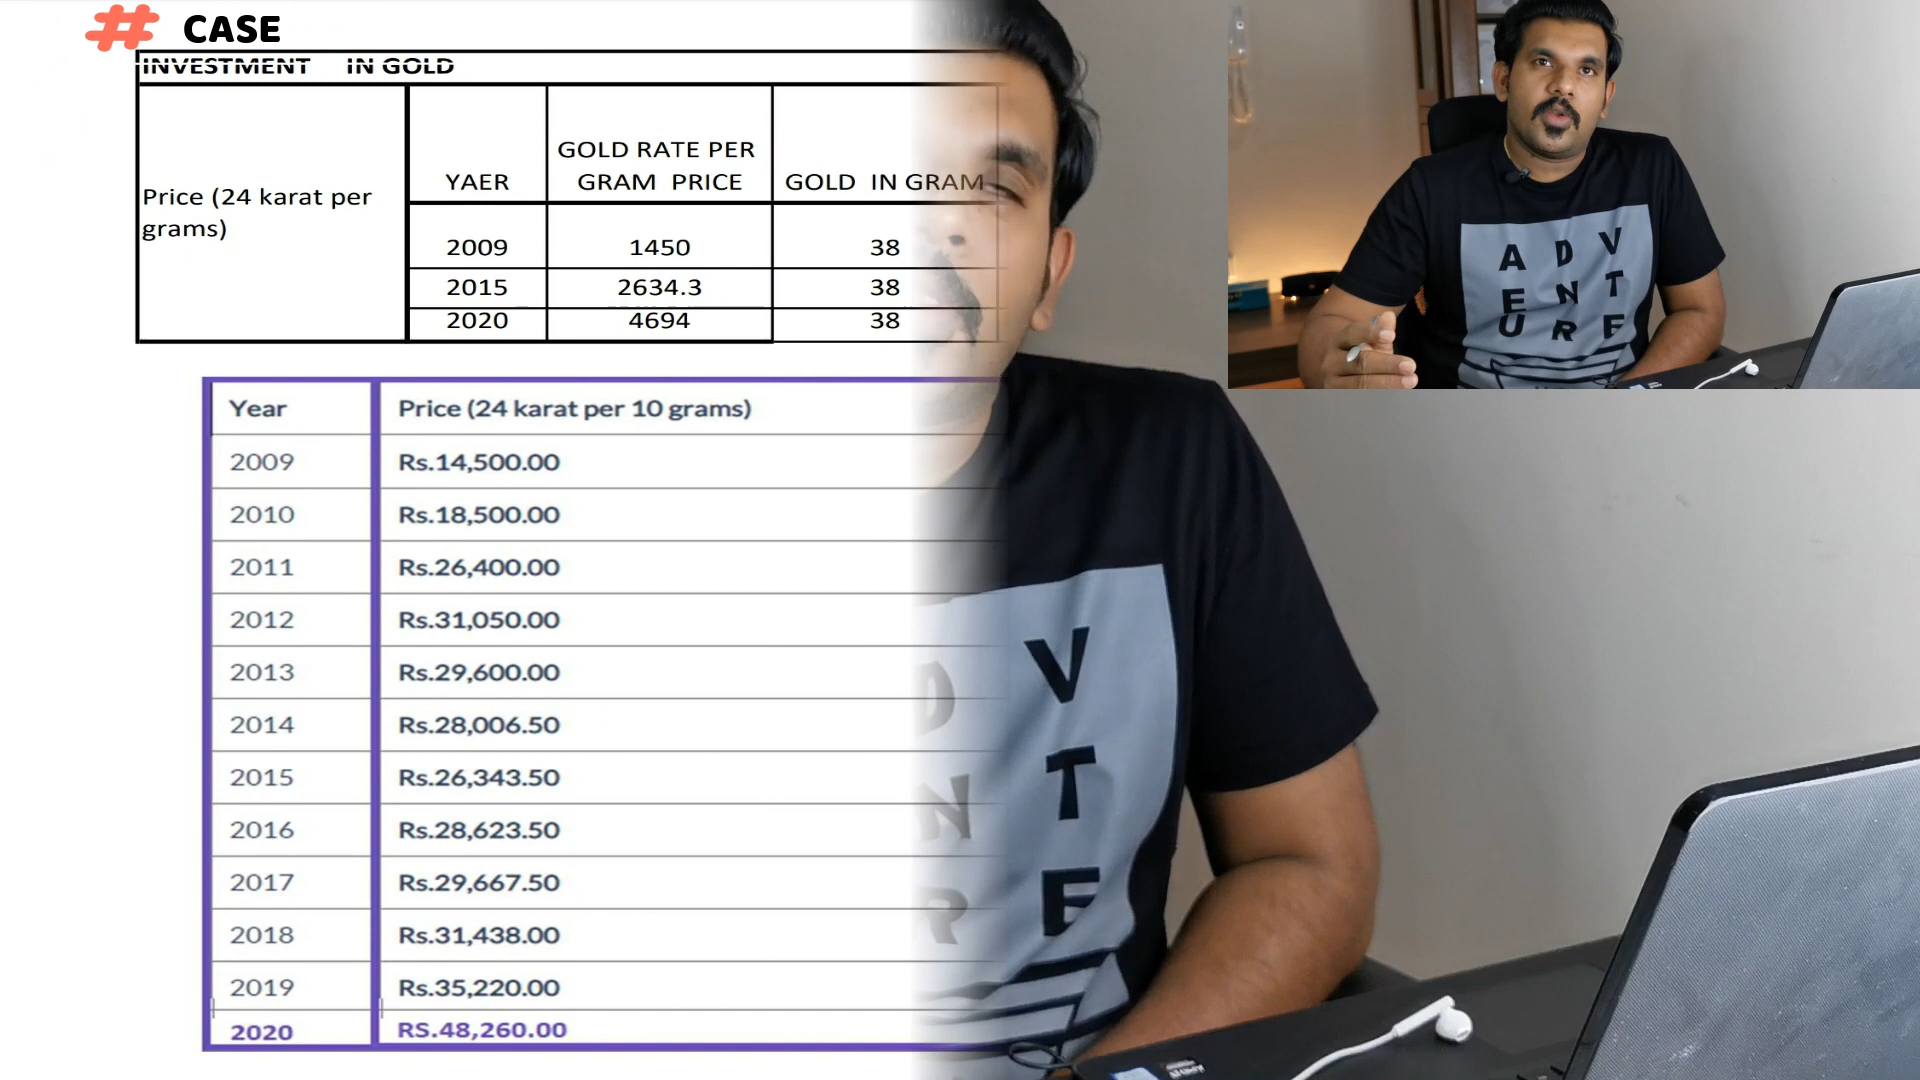 # CASE
INVESTMENT IN GOLD
Price (24 karat per grams)
YAER GOLD RATE PER GRAM PRICE GOLD IN GRAM
2009 1450 38
2015 2634.3 38
2020 4694 38
Year Price (24 karat per 10 grams)
2009 Rs.14,500.00
2010 Rs.18,500.00
2011 Rs.26,400.00
2012 Rs.31,050.00
2013 Rs.29,600.00
2014 Rs.28,006.50
2015 Rs.26,343.50
2016 Rs.28,623.50
2017 Rs.29,667.50
2018 Rs.31,438.00
2019 Rs.35,220.00
2020 RS.48,260.00
A D V
E N T
U R E
D V
N T
R E